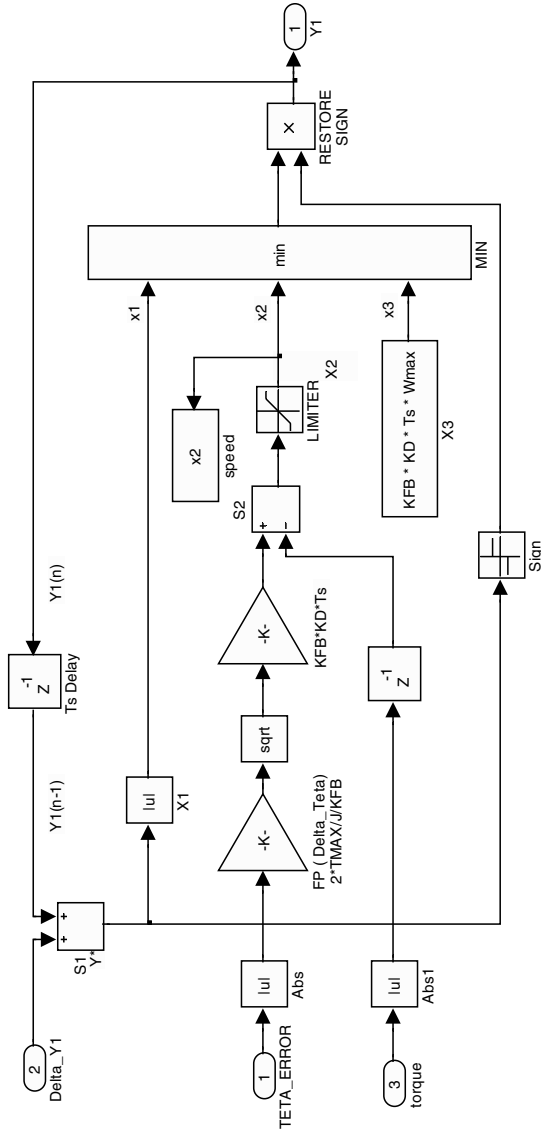 2
Delta_Y1
+
+
S1
Y*
Y1(n-1)
-1
Z
Ts Delay
Y1(n)
|u|
X1
x1
1
TETA_ERROR
|u|
Abs
-K-
FP ( Delta_Teta)
2*TMAX/J/KFB
sqrt
-K-
KFB*KD*Ts
+
-
S2
x2
speed
LIMITER
X2
x2
KFB * KD * Ts * Wmax
X3
x3
min
MIN
X
RESTORE
SIGN
1
Y1
3
torque
|u|
Abs1
-1
Z
Sign